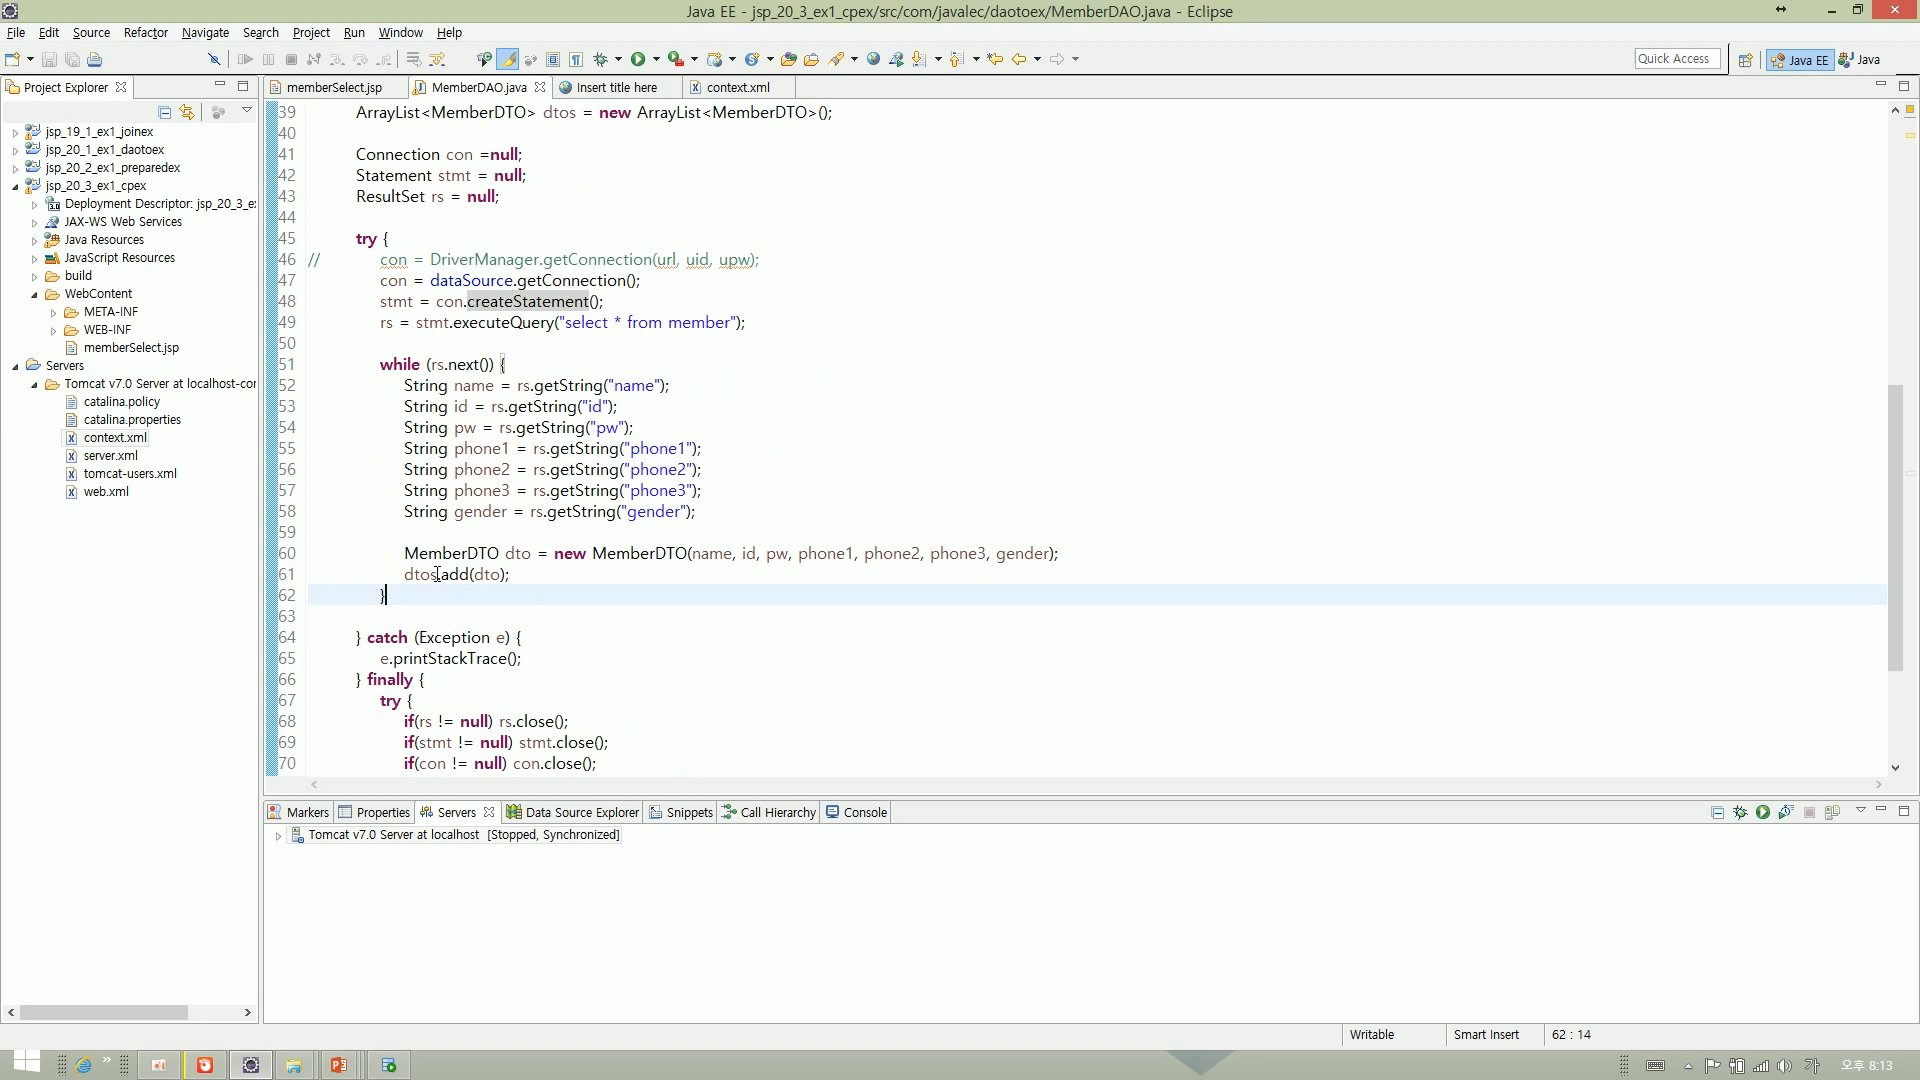 Java EE - jsp_20_3_ex1_cpex/src/com/javalec/daotoex/MemberDAO.java - Eclipse
File Edit Source Refactor Navigate Search Project Run Window Help
Quick Access
Java EE
Java
Project Explorer
memberSelect.jsp
MemberDAO.java
Insert title here
context.xml
jsp_19_1_ex1_joinex
jsp_20_1_ex1_daotoex
jsp_20_2_ex1_preparedex
jsp_20_3_ex1_cpex
Deployment Descriptor: jsp_20_3_e
JAX-WS Web Services
Java Resources
JavaScript Resources
build
WebContent
META-INF
WEB-INF
memberSelect.jsp
Servers
Tomcat v7.0 Server at localhost-co
catalina.policy
catalina.properties
context.xml
server.xml
tomcat-users.xml
web.xml
39 ArrayList<MemberDTO> dtos = new ArrayList<MemberDTO>();
40
41 Connection con =null;
42 Statement stmt = null;
43 ResultSet rs = null;
44
45 try {
46 // con = DriverManager.getConnection(url, uid, upw);
47 con = dataSource.getConnection();
48 stmt = con.createStatement();
49 rs = stmt.executeQuery("select * from member");
50
51 while (rs.next()) {
52 String name = rs.getString("name");
53 String id = rs.getString("id");
54 String pw = rs.getString("pw");
55 String phone1 = rs.getString("phone1");
56 String phone2 = rs.getString("phone2");
57 String phone3 = rs.getString("phone3");
58 String gender = rs.getString("gender");
59
60 MemberDTO dto = new MemberDTO(name, id, pw, phone1, phone2, phone3, gender);
61 dtos.add(dto);
62 }
63
64 } catch (Exception e) {
65 e.printStackTrace();
66 } finally {
67 try {
68 if(rs != null) rs.close();
69 if(stmt != null) stmt.close();
70 if(con != null) con.close();
Markers Properties Servers Data Source Explorer Snippets Call Hierarchy Console
Tomcat v7.0 Server at localhost [Stopped, Synchronized]
Writable Smart Insert 62 : 14
가 오후 8:13